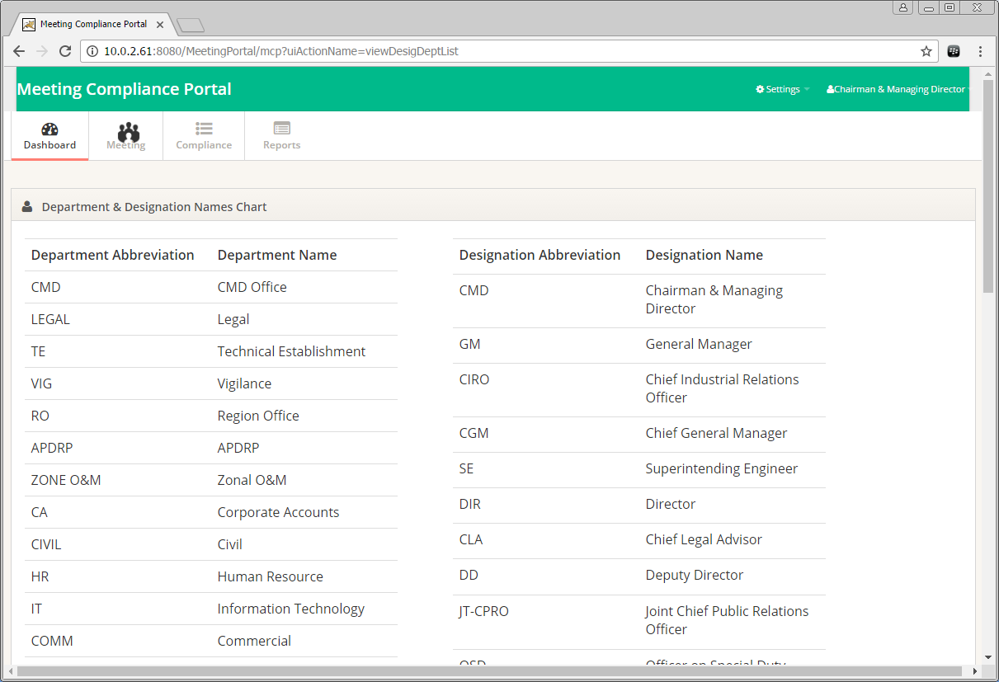 Meeting Compliance Portal
10.0.2.61:8080/MeetingPortal/mcp?uiActionName=viewDesigDeptList
Meeting Compliance Portal
Settings
Chairman & Managing Director
Dashboard
Meeting
Compliance
Reports
Department & Designation Names Chart
Department Abbreviation Department Name
CMD CMD Office
LEGAL Legal
TE Technical Establishment
VIG Vigilance
RO Region Office
APDRP APDRP
ZONE O&M Zonal O&M
CA Corporate Accounts
CIVIL Civil
HR Human Resource
IT Information Technology
COMM Commercial
Designation Abbreviation Designation Name
CMD Chairman & Managing
Director
GM General Manager
CIRO Chief Industrial Relations
Officer
CGM Chief General Manager
SE Superintending Engineer
DIR Director
CLA Chief Legal Advisor
DD Deputy Director
JT-CPRO Joint Chief Public Relations
Officer
OSD Officer on Special Duty